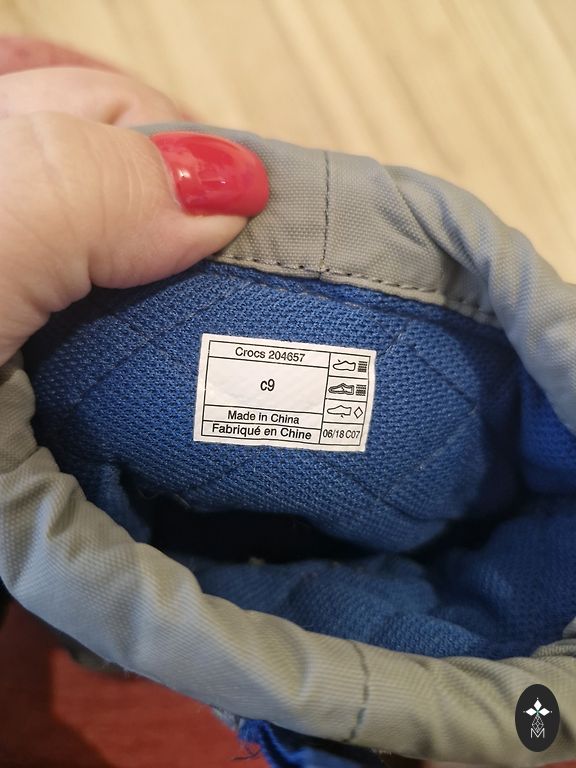 Crocs 204657
c9
Made in China
Fabriqué en Chine
06/18 C07
M